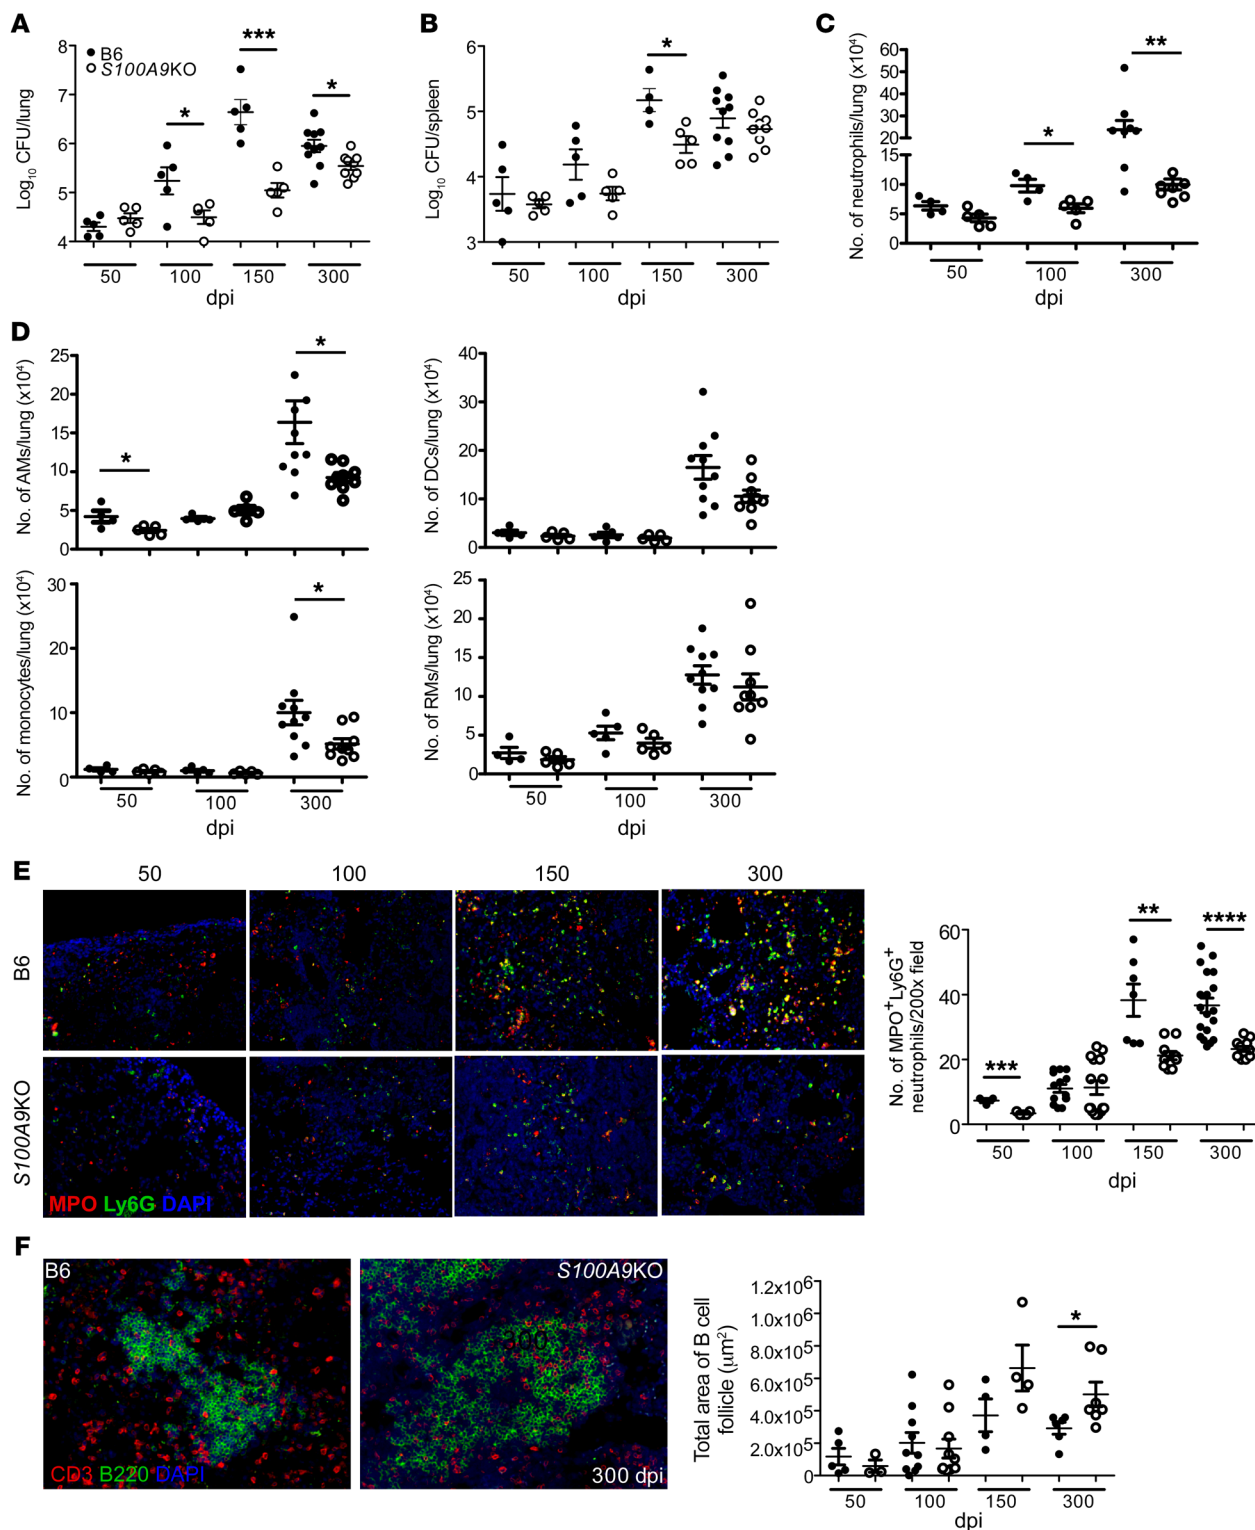 A
B6
S100A9KO
Log10 CFU/lung
8
7
6
5
4
*
***
*
50 100 150 300
dpi
B
Log10 CFU/spleen
6
5
4
3
*
50 100 150 300
dpi
C
No. of neutrophils/lung (x10⁴)
60
50
40
30
20
15
10
5
0
*
**
50 100 300
dpi
D
No. of AMs/lung (x10⁴)
25
20
15
10
5
0
*
*
No. of DCs/lung (x10⁴)
40
30
20
10
0
No. of monocytes/lung (x10⁴)
30
20
10
0
*
50 100 300
dpi
No. of RMs/lung (x10⁴)
25
20
15
10
5
0
50 100 300
dpi
E
50 100 150 300
B6
S100A9KO
MPO Ly6G DAPI
No. of MPO⁺Ly6G⁺
neutrophils/200x field
60
40
20
0
***
**
****
50 100 150 300
dpi
F
B6
CD3 B220 DAPI
S100A9KO
300 dpi
Total area of B cell
follicle (µm²)
1.2x10⁶
1.0x10⁶
8.0x10⁵
6.0x10⁵
4.0x10⁵
2.0x10⁵
0
*
50 100 150 300
dpi